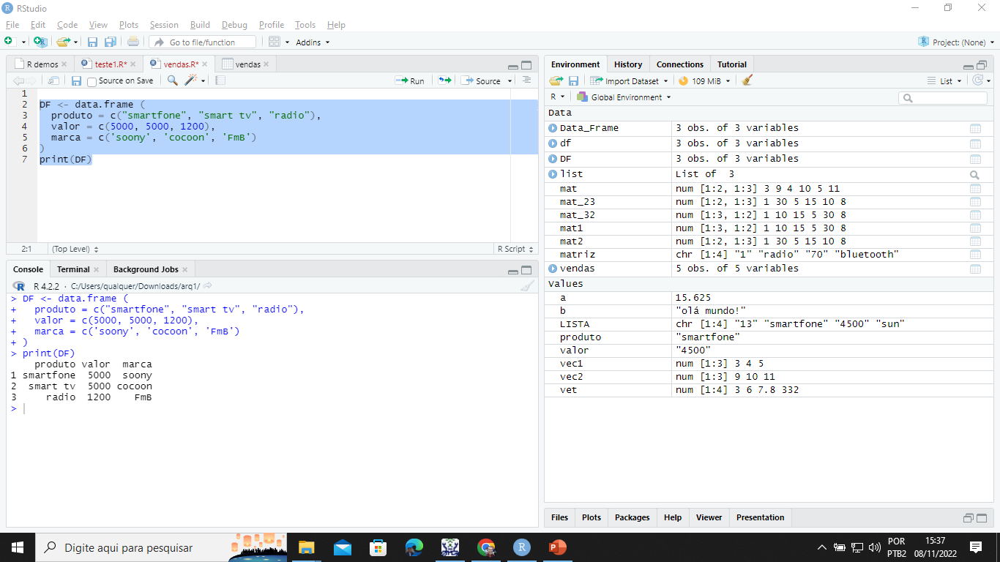 RStudio
File Edit Code View Plots Session Build Debug Profile Tools Help
Go to file/function Addins Project: (None)
R demos teste1.R* vendas.R* vendas
Source on Save Run Source
1
2 DF <- data.frame (
3 produto = c("smartfone", "smart tv", "radio"),
4 valor = c(5000, 5000, 1200),
5 marca = c('soony', 'cocoon', 'FmB')
6 )
7 print(DF)
2:1 (Top Level) R Script
Console Terminal Background Jobs
R 4.2.2 · C:/Users/qualquer/Downloads/arq1/
> DF <- data.frame (
+ produto = c("smartfone", "smart tv", "radio"),
+ valor = c(5000, 5000, 1200),
+ marca = c('soony', 'cocoon', 'FmB')
+ )
> print(DF)
produto valor marca
1 smartfone 5000 soony
2 smart tv 5000 cocoon
3 radio 1200 FmB
>
Environment History Connections Tutorial
Import Dataset 109 MiB List
R Global Environment
Data
Data_Frame 3 obs. of 3 variables
df 3 obs. of 3 variables
DF 3 obs. of 3 variables
list List of 3
mat num [1:2, 1:3] 3 9 4 10 5 11
mat_23 num [1:2, 1:3] 1 30 5 15 10 8
mat_32 num [1:3, 1:2] 1 10 15 5 30 8
mat1 num [1:3, 1:2] 1 10 15 5 30 8
mat2 num [1:2, 1:3] 1 30 5 15 10 8
matriz chr [1:4] "1" "radio" "70" "bluetooth"
vendas 5 obs. of 5 variables
Values
a 15.625
b "olá mundo!"
LISTA chr [1:4] "13" "smartfone" "4500" "sun"
produto "smartfone"
valor "4500"
vec1 num [1:3] 3 4 5
vec2 num [1:3] 9 10 11
vet num [1:4] 3 6 7.8 332
Files Plots Packages Help Viewer Presentation
Digite aqui para pesquisar
POR 15:37
PTB2 08/11/2022